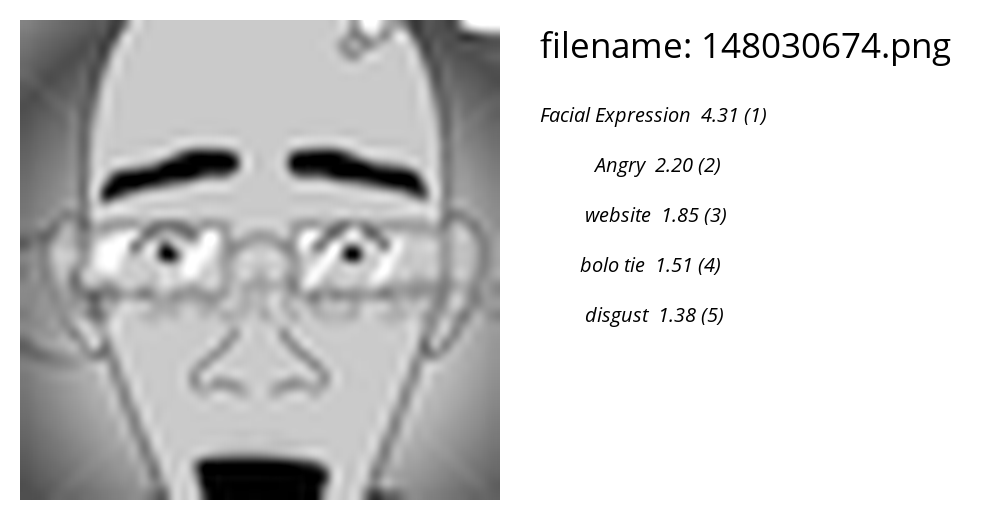 filename: 148030674.png
Facial Expression 4.31 (1)
Angry 2.20 (2)
website 1.85 (3)
bolo tie 1.51 (4)
disgust 1.38 (5)